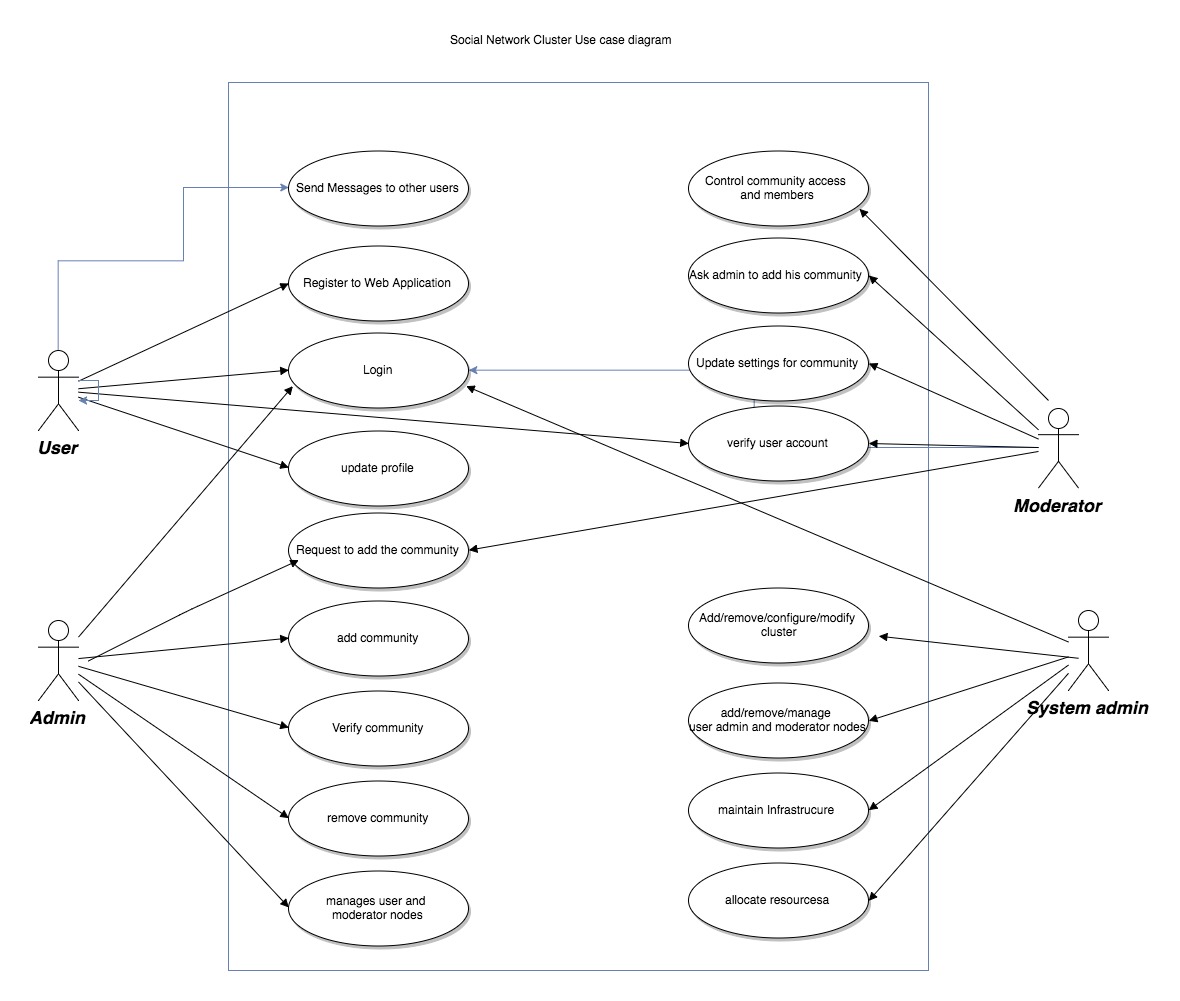 Social Network Cluster Use case diagram
Send Messages to other users
Register to Web Application
Login
update profile
Request to add the community
add community
Verify community
remove community
manages user and
moderator nodes
Control community access
and members
Ask admin to add his community
Update settings for community
verify user account
Add/remove/configure/modify
cluster
add/remove/manage
user admin and moderator nodes
maintain Infrastrucure
allocate resourcesa
User
Admin
Moderator
System admin